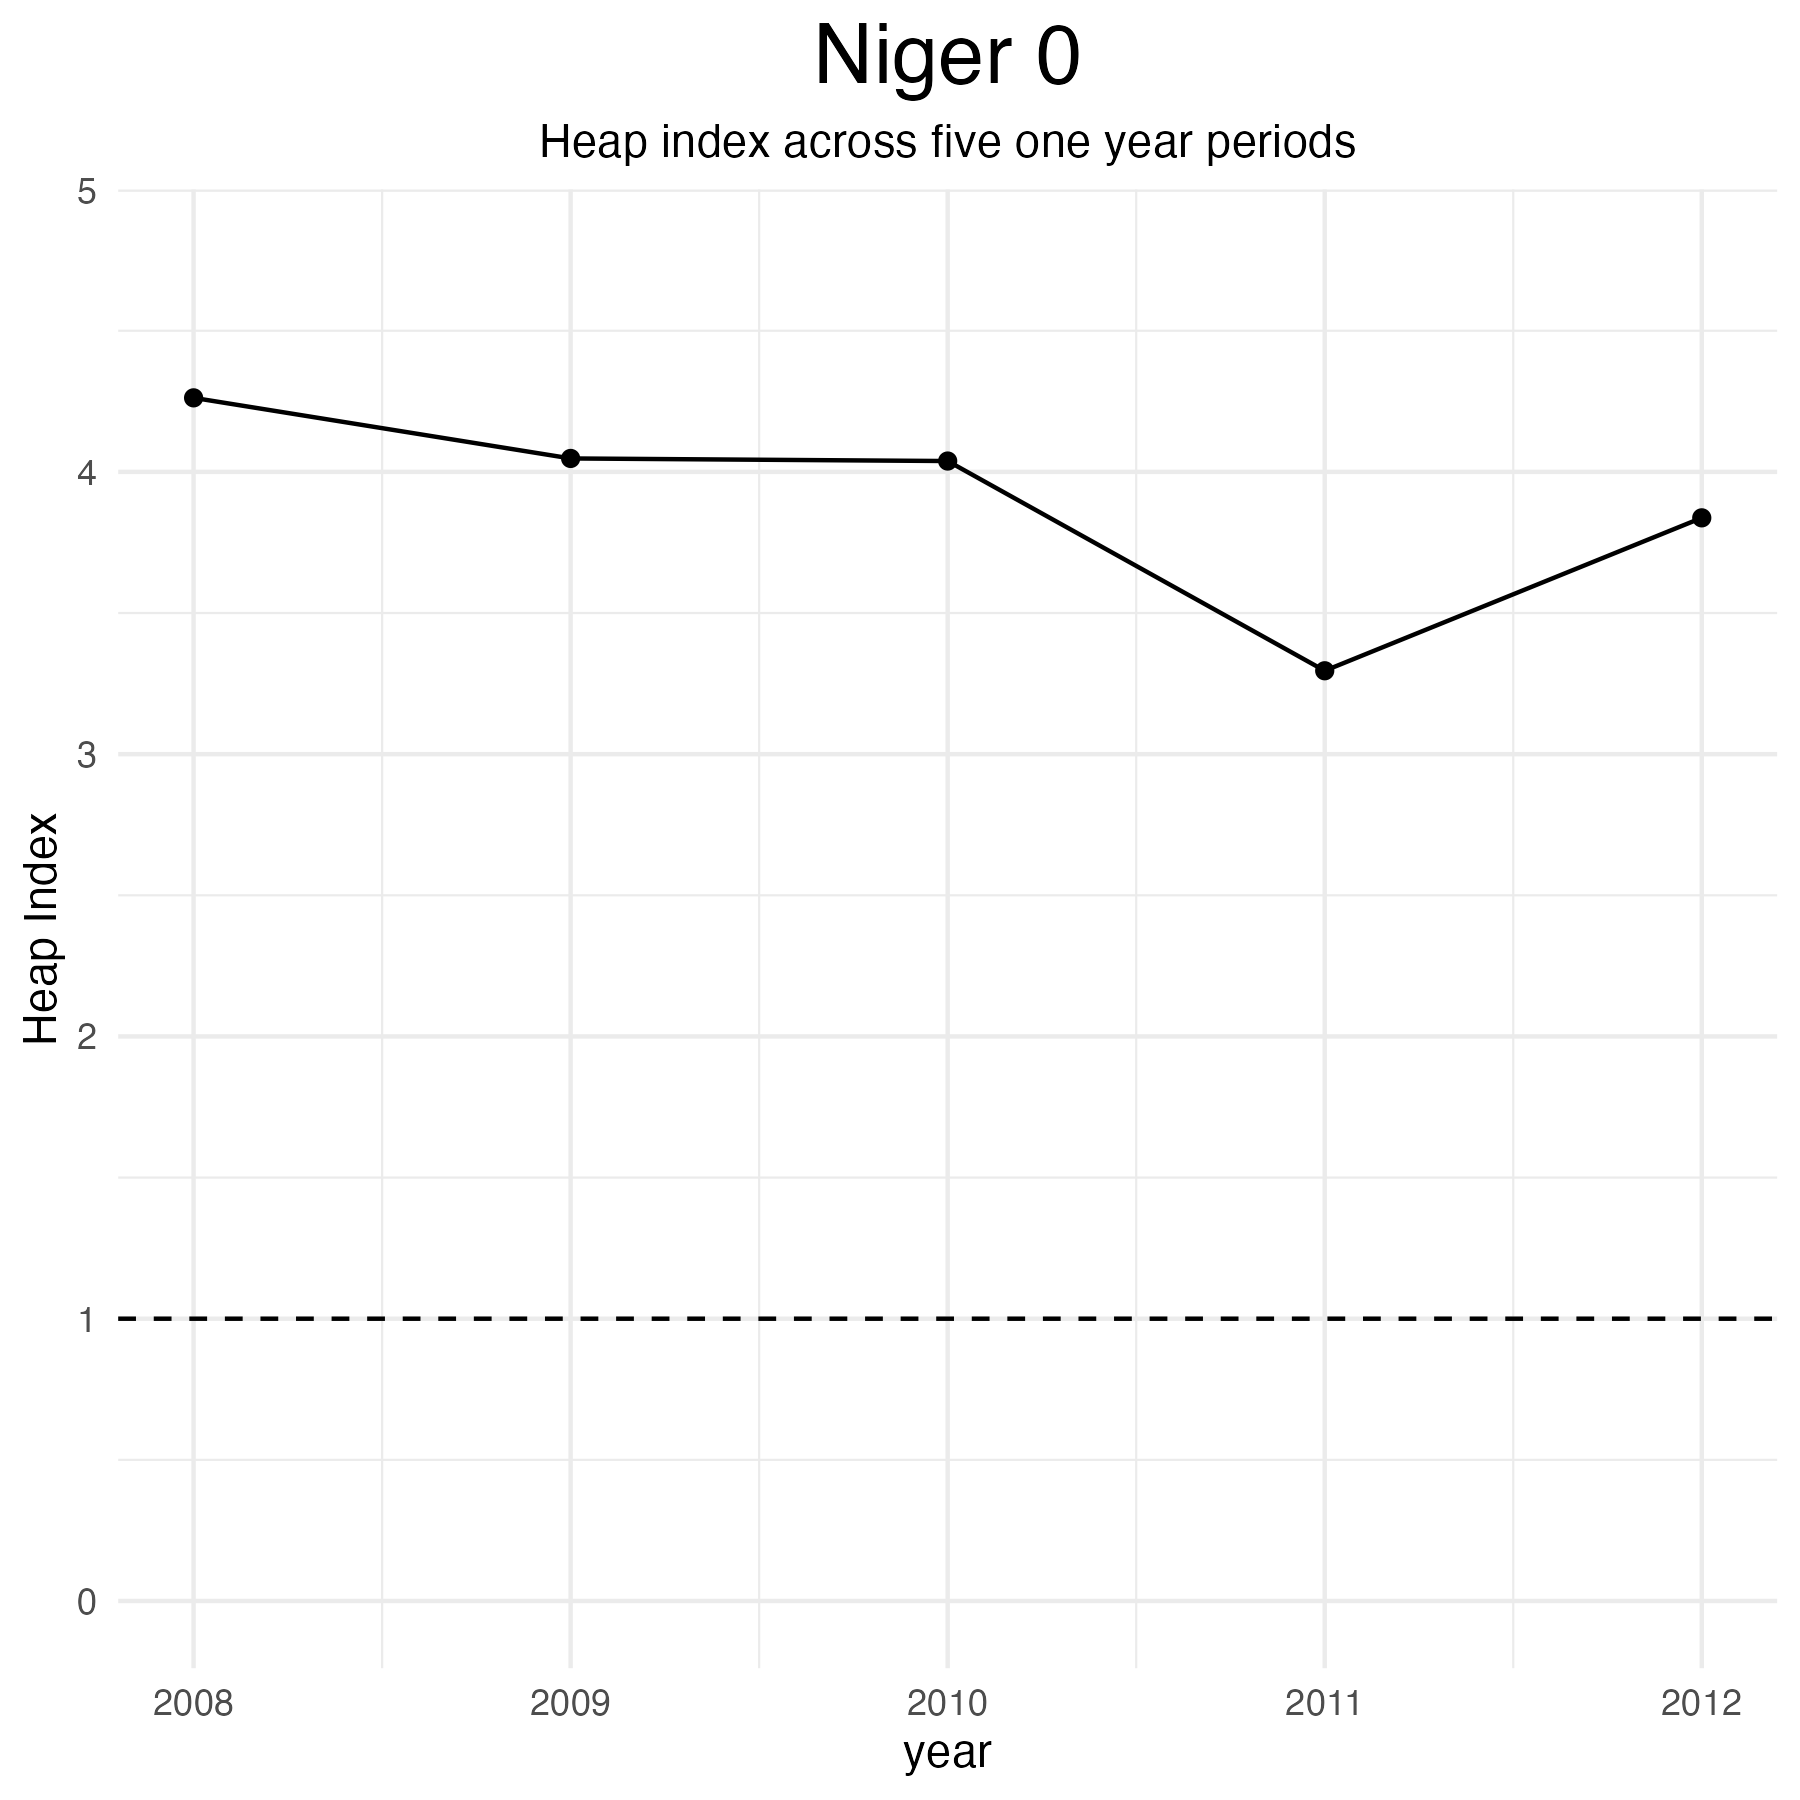 Niger 0
Heap index across five one year periods
5
4
3
2
1
0
Heap Index
2008 2009 2010 2011 2012
year